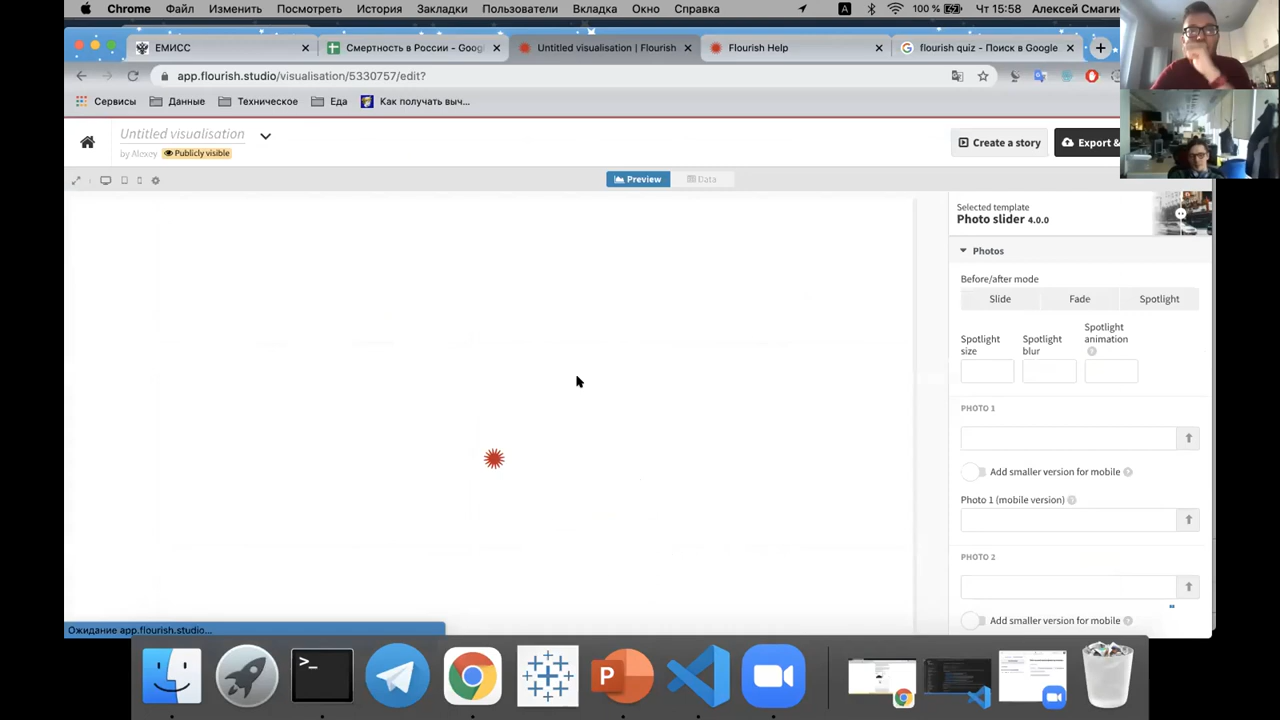 Chrome Файл Изменить Посмотреть История Закладки Пользователи Вкладка Окно Справка A 100 % Чт 15:58 Алексей Смагин
ЕМИСС
Смертность в России - Goog
Untitled visualisation | Flourish
Flourish Help
flourish quiz - Поиск в Google
app.flourish.studio/visualisation/5330757/edit?
Сервисы Данные Техническое Еда Как получать выч...
Untitled visualisation
by Alexey Publicly visible
Create a story
Export &
Preview
Data
Selected template
Photo slider 4.0.0
Photos
Before/after mode
Slide Fade Spotlight
Spotlight size
Spotlight blur
Spotlight animation
PHOTO 1
Add smaller version for mobile
Photo 1 (mobile version)
PHOTO 2
Add smaller version for mobile
Ожидание app.flourish.studio...